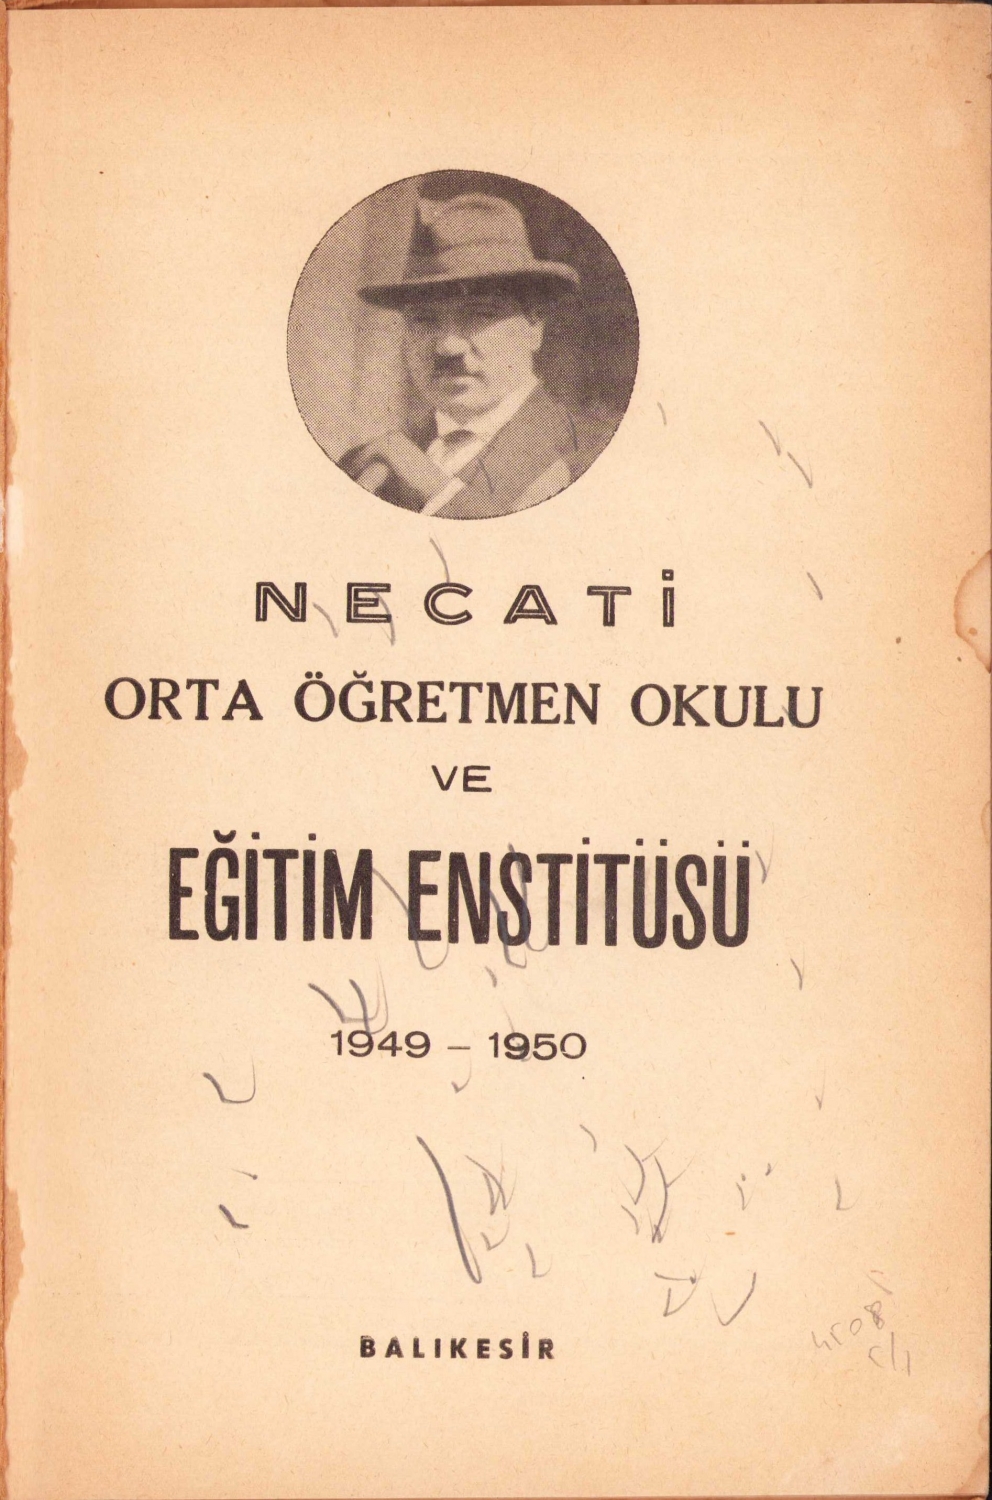 NECATİ
ORTA ÖĞRETMEN OKULU
VE
EĞİTİM ENSTİTÜSÜ
1949 – 1950
BALIKESİR